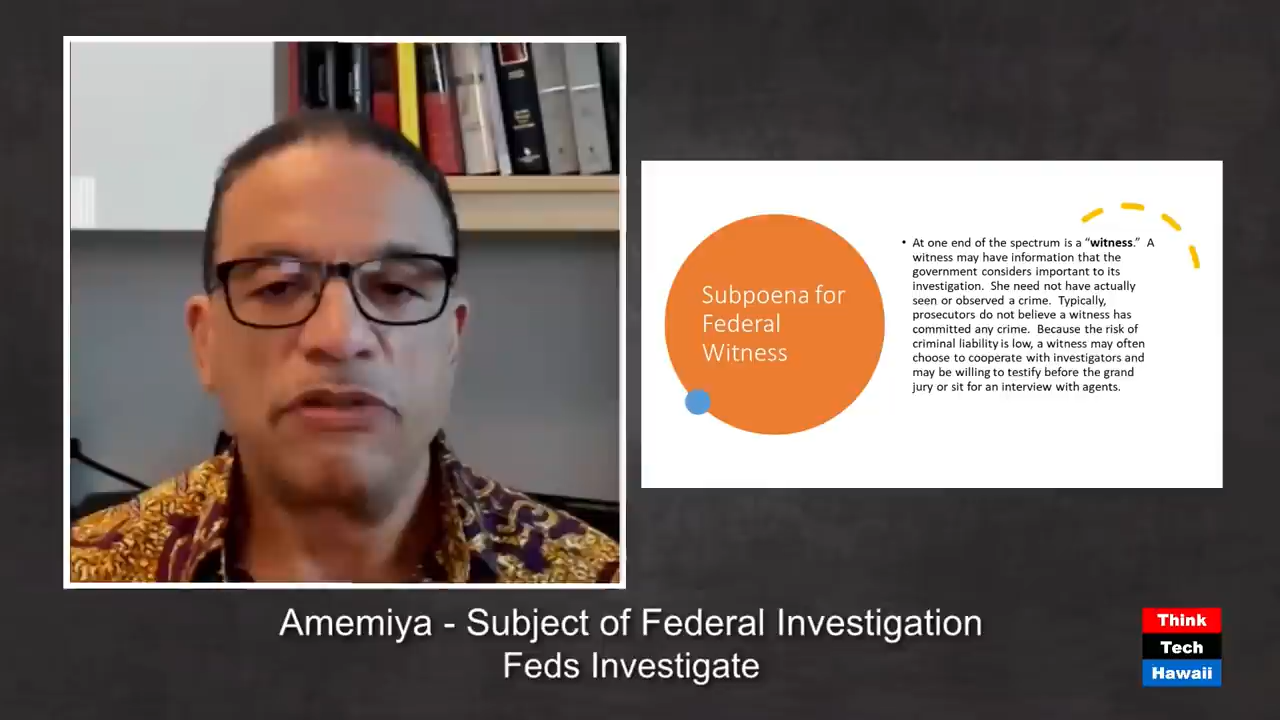 Subpoena for
Federal
Witness
• At one end of the spectrum is a “witness.” A
witness may have information that the
government considers important to its
investigation. She need not have actually
seen or observed a crime. Typically,
prosecutors do not believe a witness has
committed any crime. Because the risk of
criminal liability is low, a witness may often
choose to cooperate with investigators and
may be willing to testify before the grand
jury or sit for an interview with agents.
Amemiya - Subject of Federal Investigation
Feds Investigate
Think
Tech
Hawaii